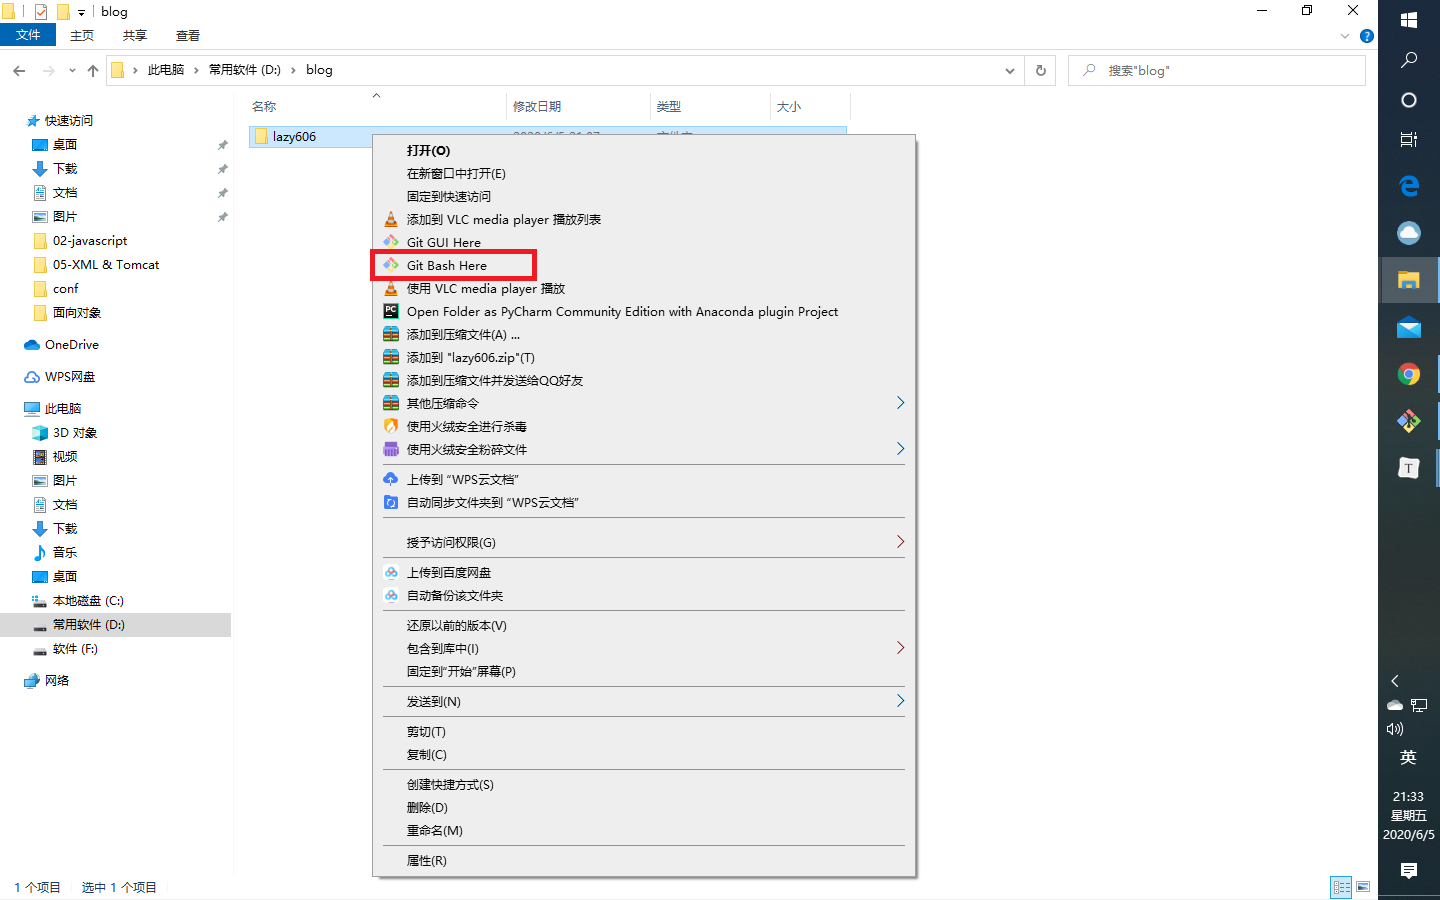 blog
文件 主页 共享 查看
此电脑 常用软件 (D:) blog
搜索"blog"
名称 修改日期 类型 大小
lazy606
快速访问
桌面
下载
文档
图片
02-javascript
05-XML & Tomcat
conf
面向对象
OneDrive
WPS网盘
此电脑
3D 对象
视频
图片
文档
下载
音乐
桌面
本地磁盘 (C:)
常用软件 (D:)
软件 (F:)
网络
打开(O)
在新窗口中打开(E)
固定到快速访问
添加到 VLC media player 播放列表
Git GUI Here
Git Bash Here
使用 VLC media player 播放
Open Folder as PyCharm Community Edition with Anaconda plugin Project
添加到压缩文件(A) ...
添加到 "lazy606.zip"(T)
添加到压缩文件并发送给QQ好友
其他压缩命令
使用火绒安全进行杀毒
使用火绒安全粉碎文件
上传到 “WPS云文档”
自动同步文件夹到 “WPS云文档”
授予访问权限(G)
上传到百度网盘
自动备份该文件夹
还原以前的版本(V)
包含到库中(I)
固定到“开始”屏幕(P)
发送到(N)
剪切(T)
复制(C)
创建快捷方式(S)
删除(D)
重命名(M)
属性(R)
1 个项目 选中 1 个项目
英
21:33
星期五
2020/6/5